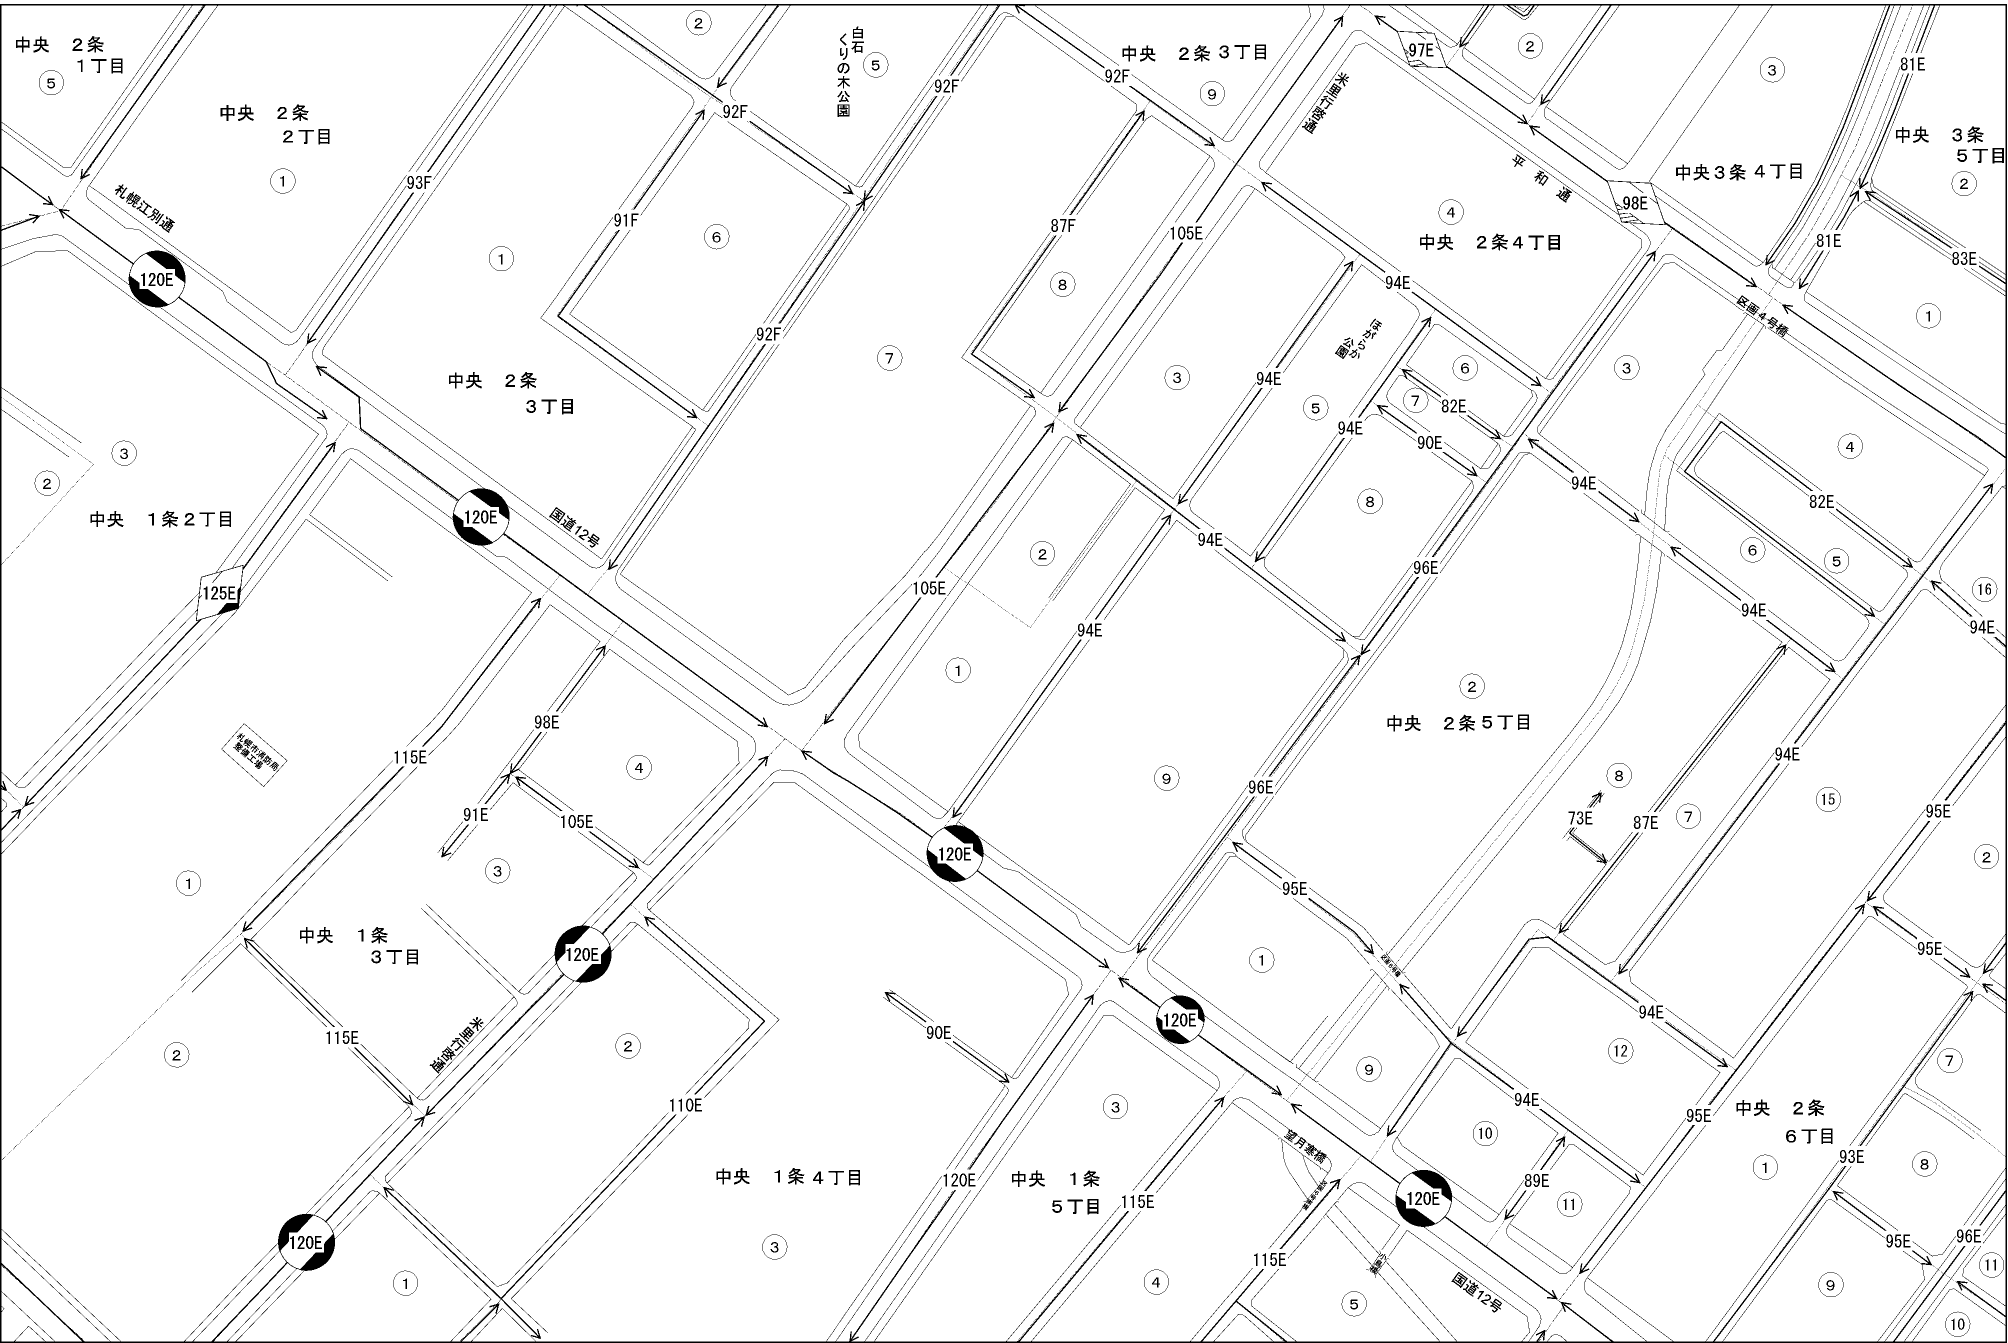 中央　2条
1丁目
⑤
中央　2条
2丁目
①
札幌江別通
120E
93F
②
92F
白石
くりの木公園
⑤
92F
91F
⑥
①
92F
中央　2条
3丁目
⑦
中央　2条3丁目
92F
⑨
87F
⑧
105E
米里行啓通
97E
②
③
81E
中央　3条
5丁目
②
平和通
中央3条4丁目
98E
④
中央　2条4丁目
81E
83E
①
区画4号橋
94E
ほがらか
公園
③
94E
⑤
94E
⑥
⑦
82E
90E
③
④
94E
82E
⑧
94E
⑥
⑤
⑯
94E
94E
96E
③
②
中央　1条2丁目
120E
国道12号
125E
105E
②
94E
①
②
中央　2条5丁目
札幌市消防局
整備工場
115E
98E
④
91E
105E
③
①
中央　1条
3丁目
120E
⑨
96E
120E
⑧
73E
87E
⑦
94E
⑮
95E
②
95E
95E
①
94E
⑫
②
115E
米里行啓通
②
110E
90E
③
120E
⑨
94E
⑩
95E
中央　2条
6丁目
①
⑦
93E
⑧
89E
⑪
望月寒橋
120E
中央　1条4丁目
③
120E
中央　1条
5丁目
115E
④
115E
⑤
国道12号
120E
①
95E
96E
⑨
⑪
⑩